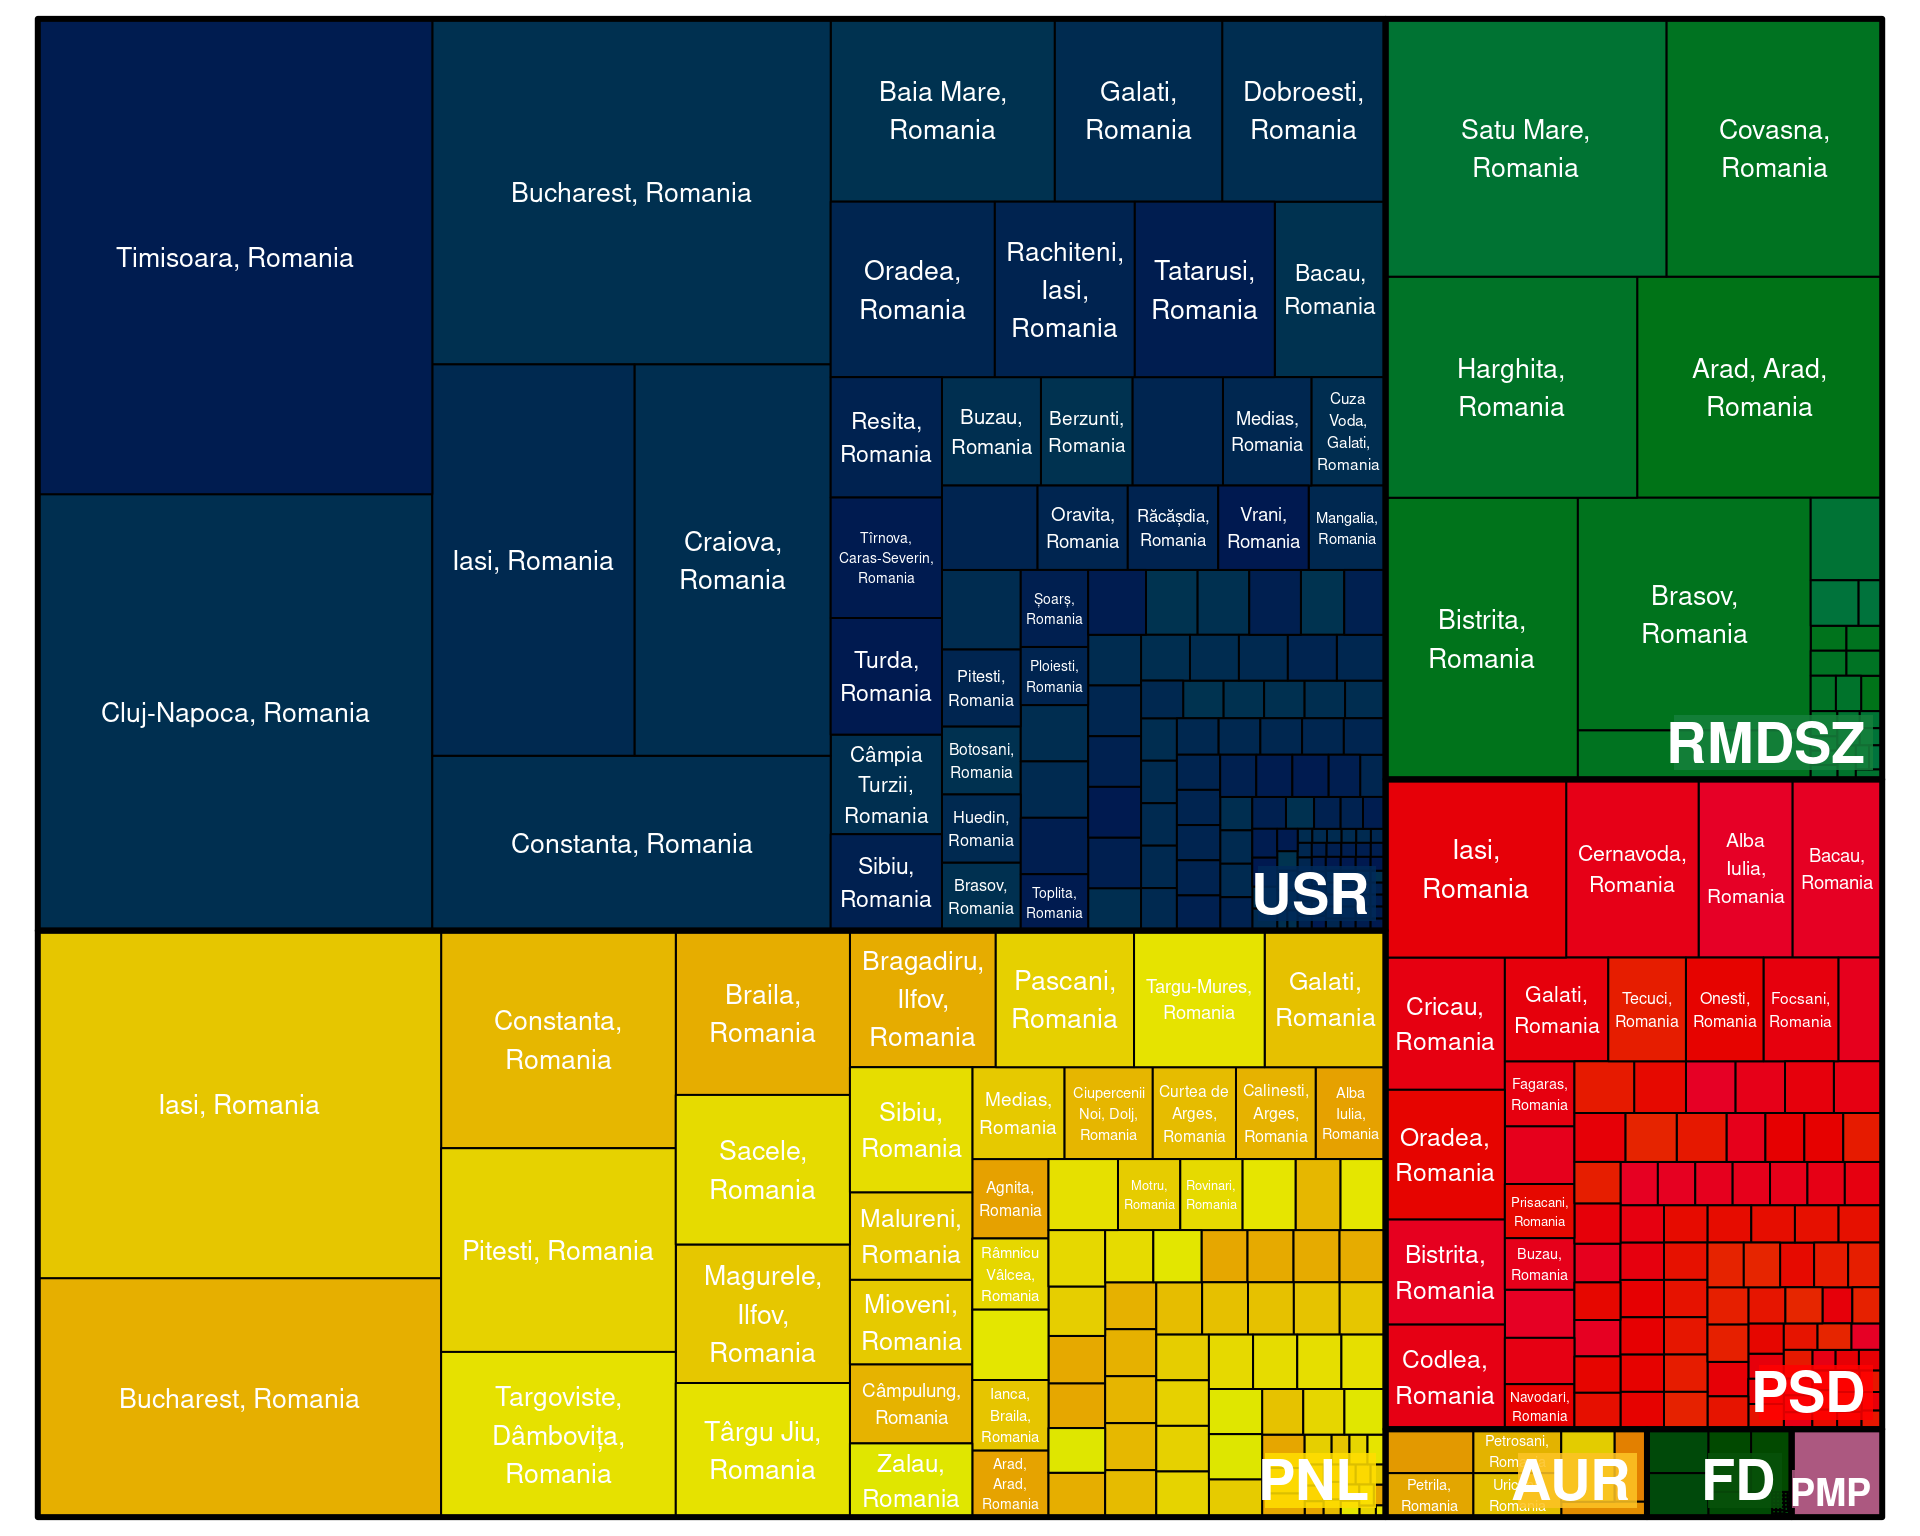 Timisoara, Romania
Cluj-Napoca, Romania
Bucharest, Romania
Iasi, Romania
Craiova,
Romania
Constanta, Romania
Baia Mare,
Romania
Galati,
Romania
Dobroesti,
Romania
Oradea,
Romania
Rachiteni,
Iasi,
Romania
Tatarusi,
Romania
Bacau,
Romania
Resita,
Romania
Tîrnova,
Caras-Severin,
Romania
Turda,
Romania
Câmpia
Turzii,
Romania
Sibiu,
Romania
Buzau,
Romania
Berzunti,
Romania
Medias,
Romania
Cuza
Voda,
Galati,
Romania
Oravita,
Romania
Răcășdia,
Romania
Vrani,
Romania
Mangalia,
Romania
Șoarș,
Romania
Pitesti,
Romania
Ploiesti,
Romania
Botosani,
Romania
Huedin,
Romania
Brasov,
Romania
Toplita,
Romania
USR
Satu Mare,
Romania
Covasna,
Romania
Harghita,
Romania
Arad, Arad,
Romania
Bistrita,
Romania
Brasov,
Romania
RMDSZ
Iasi, Romania
Bucharest, Romania
Constanta,
Romania
Pitesti, Romania
Targoviste,
Dâmbovița,
Romania
Braila,
Romania
Sacele,
Romania
Magurele,
Ilfov,
Romania
Târgu Jiu,
Romania
Bragadiru,
Ilfov,
Romania
Pascani,
Romania
Targu-Mures,
Romania
Galati,
Romania
Sibiu,
Romania
Malureni,
Romania
Mioveni,
Romania
Câmpulung,
Romania
Zalau,
Romania
Medias,
Romania
Ciupercenii
Noi, Dolj,
Romania
Curtea de
Arges,
Romania
Calinesti,
Arges,
Romania
Alba
Iulia,
Romania
Agnita,
Romania
Motru,
Romania
Rovinari,
Romania
Râmnicu
Vâlcea,
Romania
Ianca,
Braila,
Romania
Arad,
Arad,
Romania
PNL
Iasi,
Romania
Cernavoda,
Romania
Alba
Iulia,
Romania
Bacau,
Romania
Cricau,
Romania
Oradea,
Romania
Bistrita,
Romania
Codlea,
Romania
Galati,
Romania
Tecuci,
Romania
Onesti,
Romania
Focsani,
Romania
Fagaras,
Romania
Prisacani,
Romania
Buzau,
Romania
Navodari,
Romania
PSD
Petrosani,
Petrila,
Romania
AUR
FD
PMP